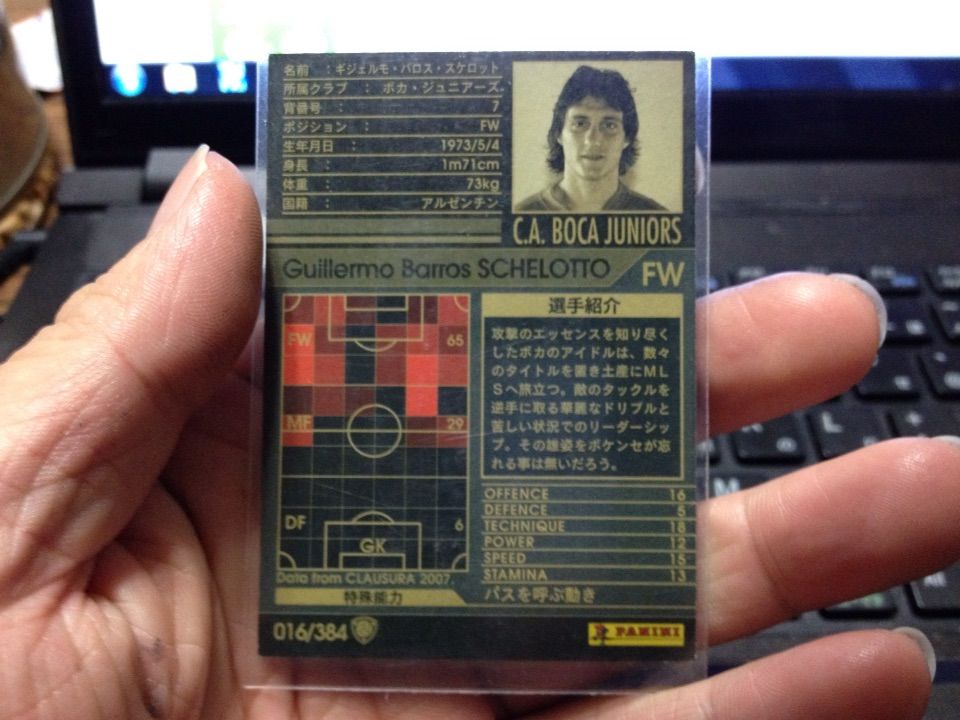 名前 : ギジェルモ・バロス・スケロット
所属クラブ : ボカ・ジュニアーズ
背番号 : 7
ポジション : FW
生年月日 : 1973/5/4
身長 : 1m71cm
体重 : 73kg
国籍 : アルゼンチン
C.A. BOCA JUNIORS
Guillermo Barros SCHELOTTO FW
FW 65
MF 29
DF 6
GK
Data from CLAUSURA 2007.
選手紹介
攻撃のエッセンスを知り尽く
したボカのアイドルは、数々
のタイトルを置き土産にML
Sへ旅立つ。敵のタックルを
逆手に取る華麗なドリブルと
苦しい状況でのリーダーシッ
プ。その雄姿をボケンセが忘
れる事は無いだろう。
OFFENCE 16
DEFENCE 5
TECHNIQUE 18
POWER 12
SPEED 15
STAMINA 13
特殊能力 パスを呼ぶ動き
016/384
PANINI
L
M